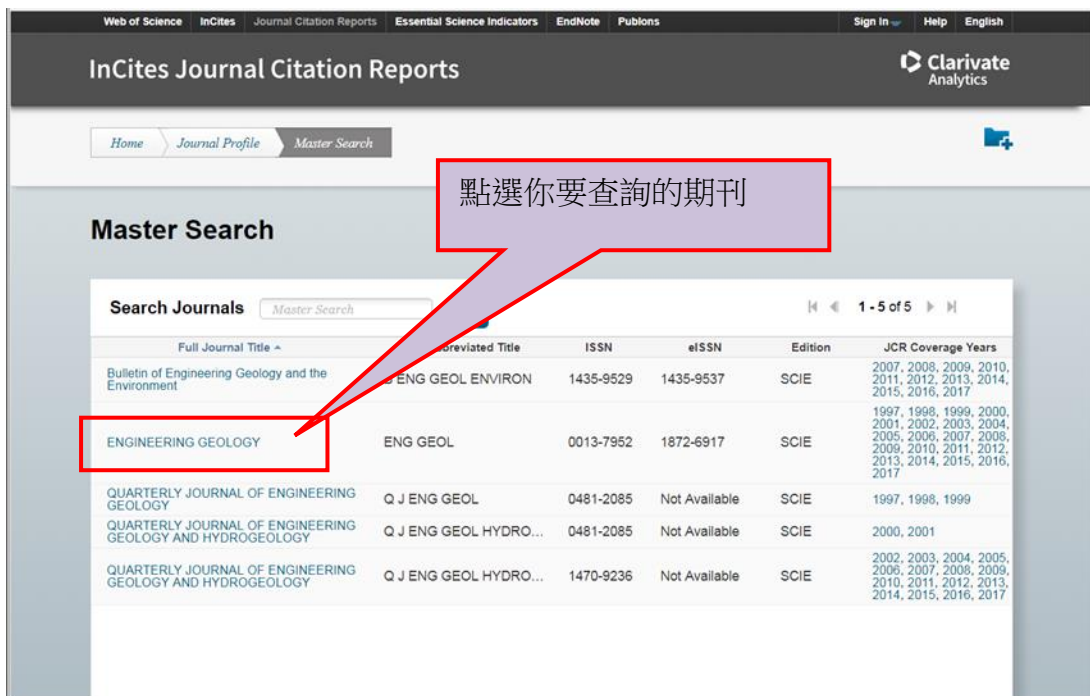 Web of Science InCites Journal Citation Reports Essential Science Indicators EndNote Publons Sign In Help English
InCites Journal Citation Reports
Clarivate
Analytics
Home Journal Profile Master Search
點選你要查詢的期刊
Master Search
Search Journals Master Search 1 - 5 of 5
Full Journal Title Title ISSN eISSN Edition JCR Coverage Years
Bulletin of Engineering Geology and the
Environment
ENG GEOL ENVIRON 1435-9529 1435-9537 SCIE
2007, 2008, 2009, 2010,
2011, 2012, 2013, 2014,
2015, 2016, 2017
ENGINEERING GEOLOGY ENG GEOL 0013-7952 1872-6917 SCIE
1997, 1998, 1999, 2000,
2001, 2002, 2003, 2004,
2005, 2006, 2007, 2008,
2009, 2010, 2011, 2012,
2013, 2014, 2015, 2016,
2017
QUARTERLY JOURNAL OF ENGINEERING
GEOLOGY
Q J ENG GEOL 0481-2085 Not Available SCIE 1997, 1998, 1999
QUARTERLY JOURNAL OF ENGINEERING
GEOLOGY AND HYDROGEOLOGY
Q J ENG GEOL HYDRO... 0481-2085 Not Available SCIE 2000, 2001
QUARTERLY JOURNAL OF ENGINEERING
GEOLOGY AND HYDROGEOLOGY
Q J ENG GEOL HYDRO... 1470-9236 Not Available SCIE
2002, 2003, 2004, 2005,
2006, 2007, 2008, 2009,
2010, 2011, 2012, 2013,
2014, 2015, 2016, 2017